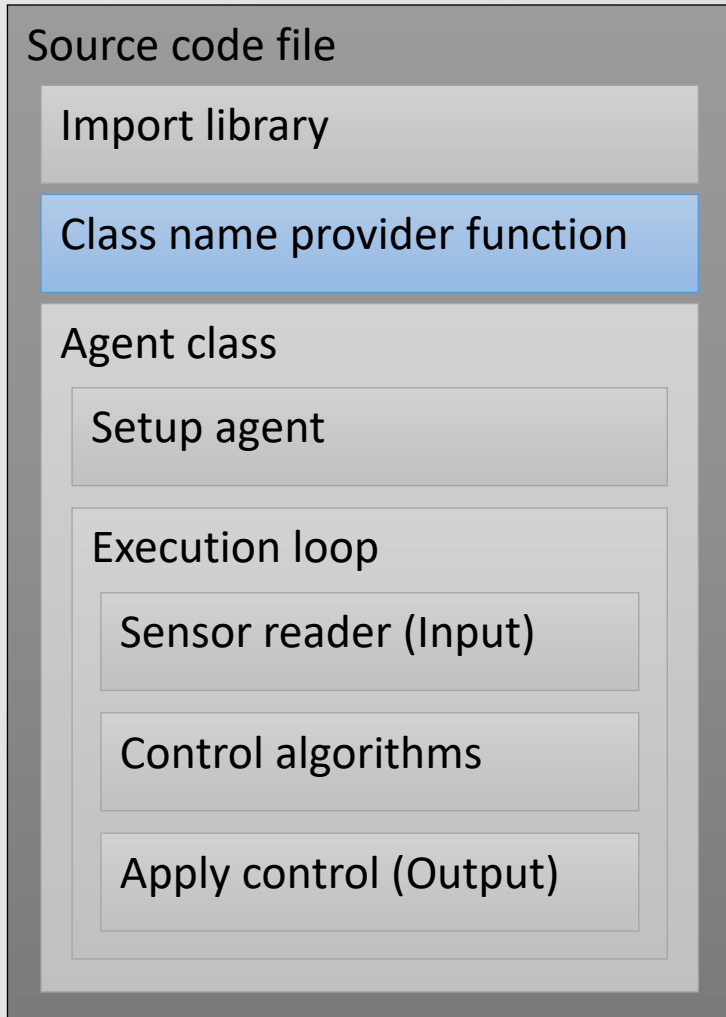 Source code file
Import library
Class name provider function
Agent class
Setup agent
Execution loop
Sensor reader (Input)
Control algorithms
Apply control (Output)